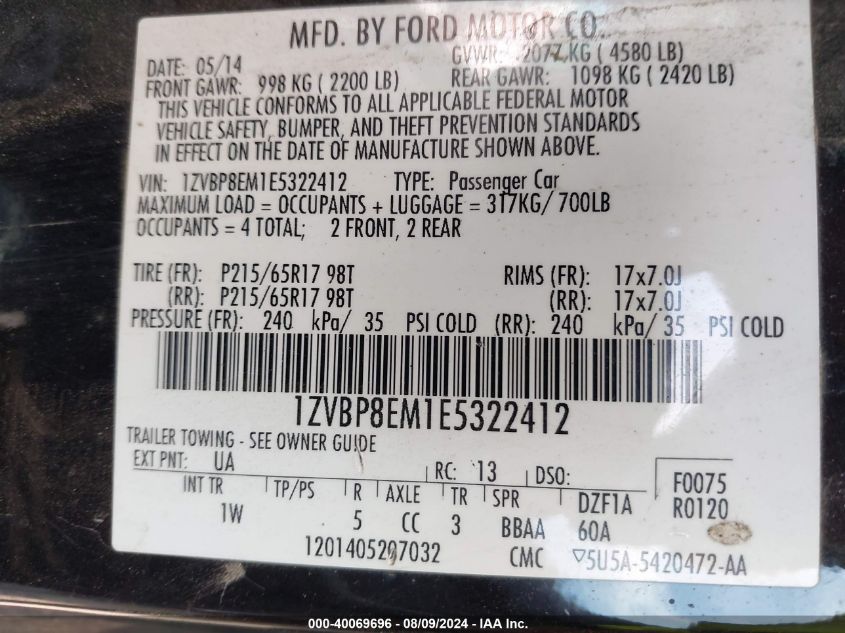 MFD. BY FORD MOTOR CO.
DATE: 05/14 GVWR: 2077 KG ( 4580 LB)
FRONT GAWR: 998 KG ( 2200 LB) REAR GAWR: 1098 KG ( 2420 LB)
THIS VEHICLE CONFORMS TO ALL APPLICABLE FEDERAL MOTOR
VEHICLE SAFETY, BUMPER, AND THEFT PREVENTION STANDARDS
IN EFFECT ON THE DATE OF MANUFACTURE SHOWN ABOVE.
VIN: 1ZVBP8EM1E5322412 TYPE: Passenger Car
MAXIMUM LOAD = OCCUPANTS + LUGGAGE = 317KG/ 700LB
OCCUPANTS = 4 TOTAL; 2 FRONT, 2 REAR
TIRE (FR): P215/65R17 98T RIMS (FR): 17x7.0J
(RR): P215/65R17 98T (RR): 17x7.0J
PRESSURE (FR): 240 kPa/ 35 PSI COLD (RR): 240 kPa/ 35 PSI COLD
1ZVBP8EM1E5322412
TRAILER TOWING - SEE OWNER GUIDE
EXT PNT: UA RC: 13 DSO: F0075
INT TR TP/PS R AXLE TR SPR DZF1A R0120
1W 5 CC 3 BBAA 60A
1201405207032 CMC ▽5U5A-5420472-AA
000-40069696 - 08/09/2024 - IAA Inc.